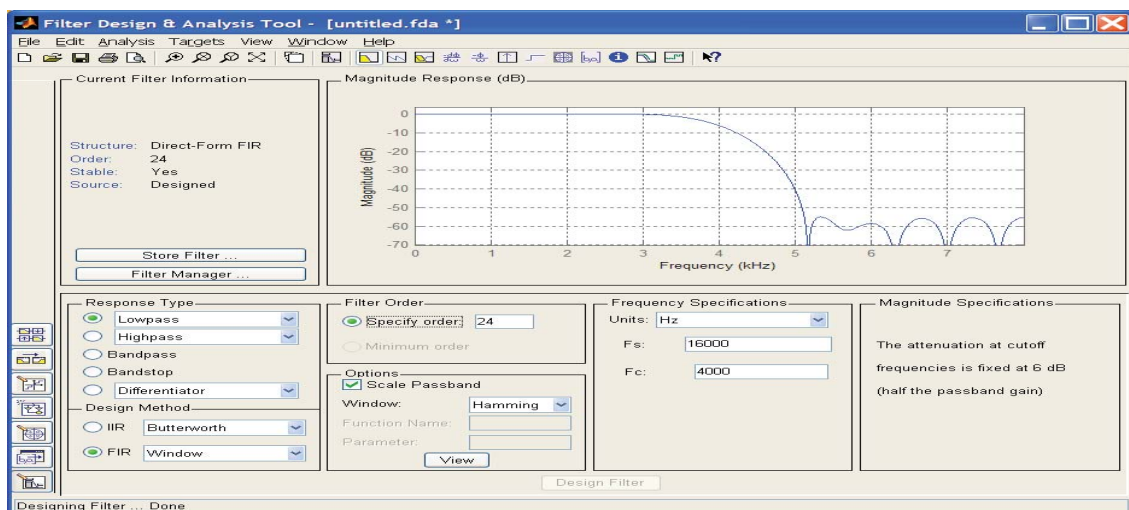 Filter Design & Analysis Tool - [untitled.fda *]
File Edit Analysis Targets View Window Help
Current Filter Information
Structure: Direct-Form FIR
Order: 24
Stable: Yes
Source: Designed
Store Filter ...
Filter Manager ...
Magnitude Response (dB)
Magnitude (dB)
0
-10
-20
-30
-40
-50
-60
-70
0 1 2 3 4 5 6 7
Frequency (kHz)
Response Type
Lowpass
Highpass
Bandpass
Bandstop
Differentiator
Design Method
IIR Butterworth
FIR Window
Filter Order
Specify order: 24
Minimum order
Options
Scale Passband
Window: Hamming
Function Name:
Parameter:
View
Frequency Specifications
Units: Hz
Fs: 16000
Fc: 4000
Magnitude Specifications
The attenuation at cutoff
frequencies is fixed at 6 dB
(half the passband gain)
Design Filter
Designing Filter ... Done